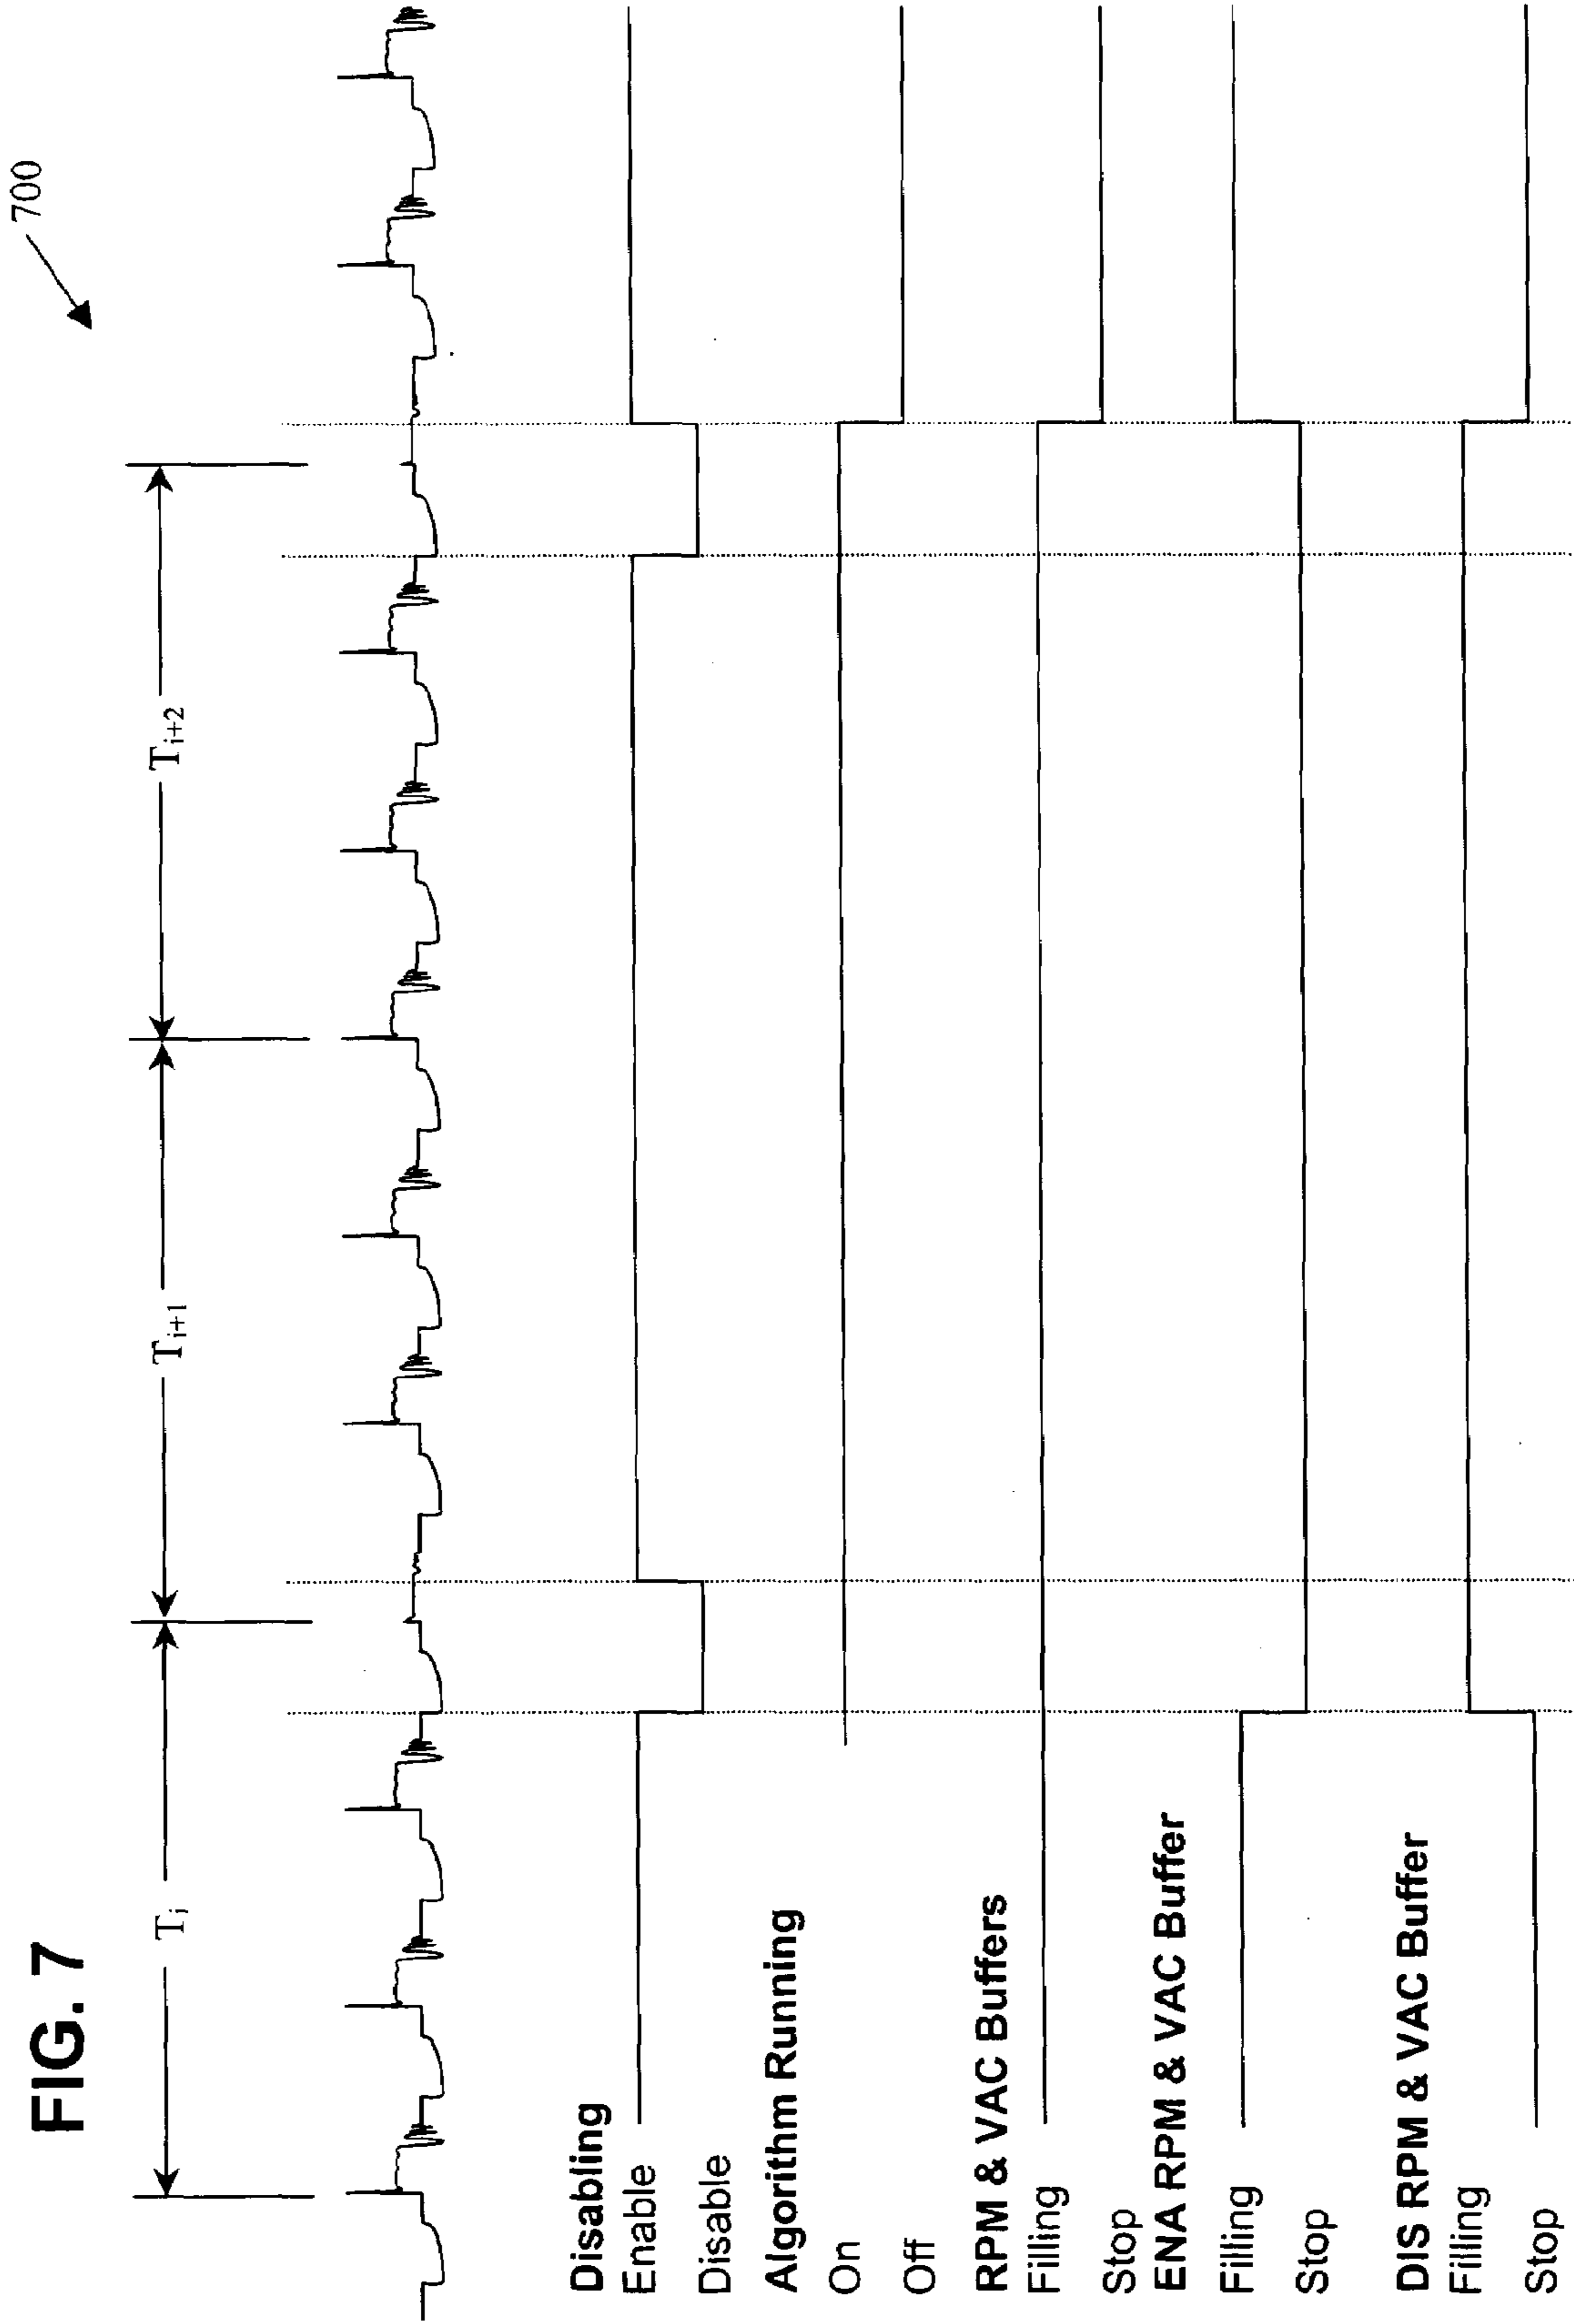 FIG. 7
700
Ti
Ti+1
Ti+2
Disabling
Enable
Disable
Algorithm Running
On
Off
RPM & VAC Buffers
Filling
Stop
ENA RPM & VAC Buffer
Filling
Stop
DIS RPM & VAC Buffer
Filling
Stop